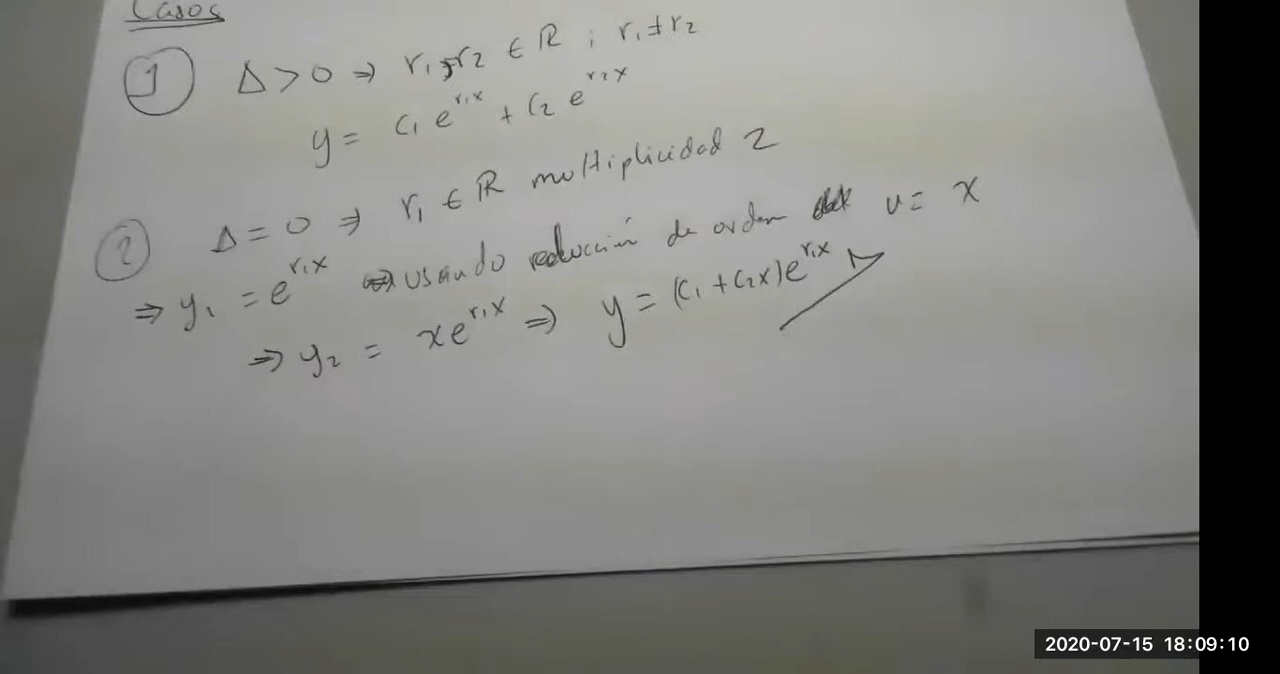 Casos
① Δ > 0 ⇒ r₁, r₂ ∈ ℝ ; r₁ ≠ r₂
y = c₁ e^{r₁x} + c₂ e^{r₂x}
② Δ = 0 ⇒ r₁ ∈ ℝ multiplicidad 2
⇒ y₁ = e^{r₁x} ⇒ usando reducción de orden u = x
⇒ y₂ = x e^{r₁x} ⇒ y = (c₁ + c₂x) e^{r₁x}
2020-07-15 18:09:10